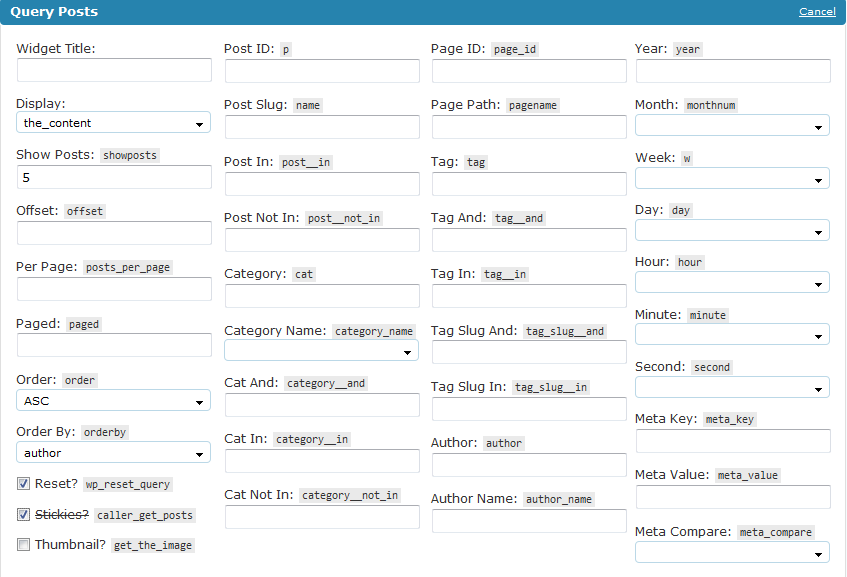 Query Posts Cancel
Widget Title:
Display:
the_content
Show Posts: showposts
5
Offset: offset
Per Page: posts_per_page
Paged: paged
Order: order
ASC
Order By: orderby
author
Reset? wp_reset_query
Stickies? caller_get_posts
Thumbnail? get_the_image
Post ID: p
Post Slug: name
Post In: post__in
Post Not In: post__not_in
Category: cat
Category Name: category_name
Cat And: category__and
Cat In: category__in
Cat Not In: category__not_in
Page ID: page_id
Page Path: pagename
Tag: tag
Tag And: tag__and
Tag In: tag__in
Tag Slug And: tag_slug__and
Tag Slug In: tag_slug__in
Author: author
Author Name: author_name
Year: year
Month: monthnum
Week: w
Day: day
Hour: hour
Minute: minute
Second: second
Meta Key: meta_key
Meta Value: meta_value
Meta Compare: meta_compare